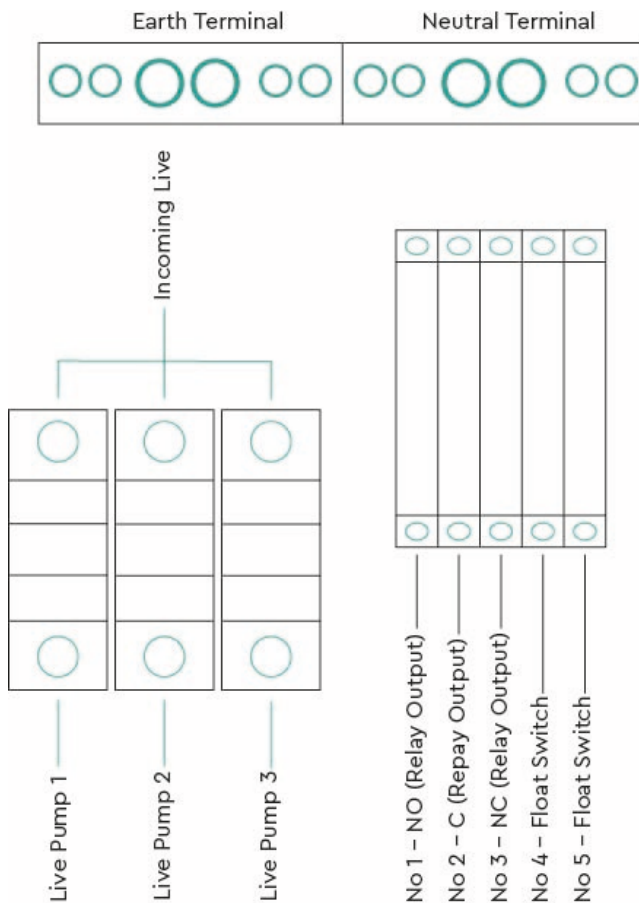 Earth Terminal
Neutral Terminal
Incoming Live
Live Pump 1
Live Pump 2
Live Pump 3
No 1 – NO (Relay Output)
No 2 – C (Repay Output)
No 3 – NC (Relay Output)
No 4 – Float Switch
No 5 – Float Switch